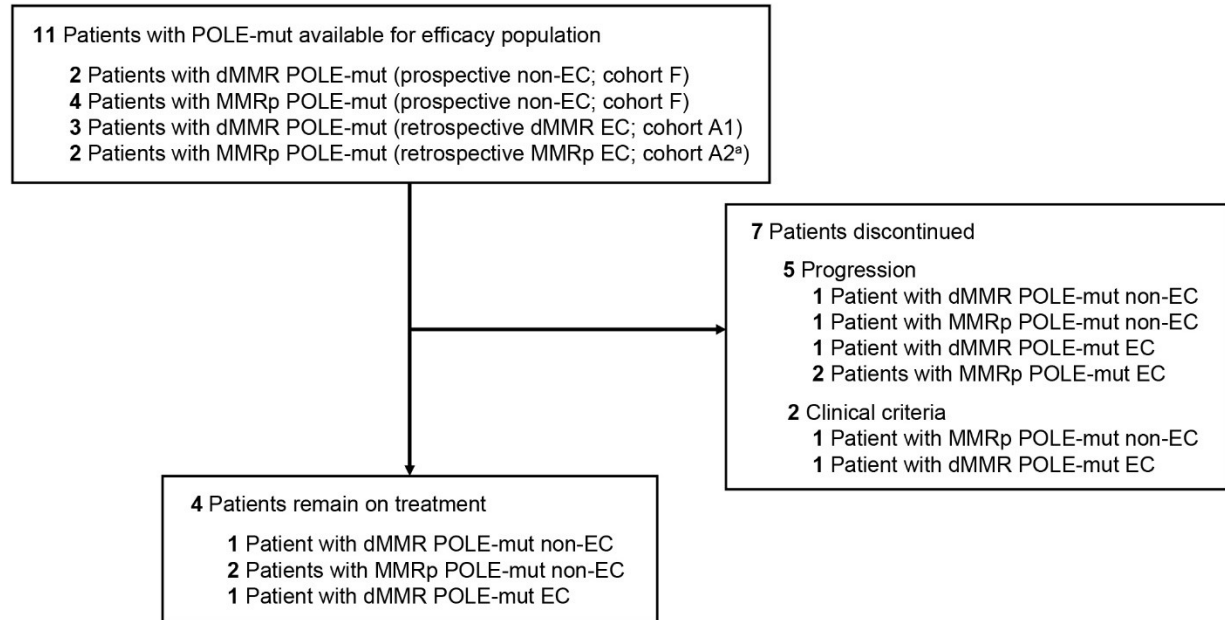 11 Patients with POLE-mut available for efficacy population
2 Patients with dMMR POLE-mut (prospective non-EC; cohort F)
4 Patients with MMRp POLE-mut (prospective non-EC; cohort F)
3 Patients with dMMR POLE-mut (retrospective dMMR EC; cohort A1)
2 Patients with MMRp POLE-mut (retrospective MMRp EC; cohort A2ᵃ)
7 Patients discontinued
5 Progression
1 Patient with dMMR POLE-mut non-EC
1 Patient with MMRp POLE-mut non-EC
1 Patient with dMMR POLE-mut EC
2 Patients with MMRp POLE-mut EC
2 Clinical criteria
1 Patient with MMRp POLE-mut non-EC
1 Patient with dMMR POLE-mut EC
4 Patients remain on treatment
1 Patient with dMMR POLE-mut non-EC
2 Patients with MMRp POLE-mut non-EC
1 Patient with dMMR POLE-mut EC